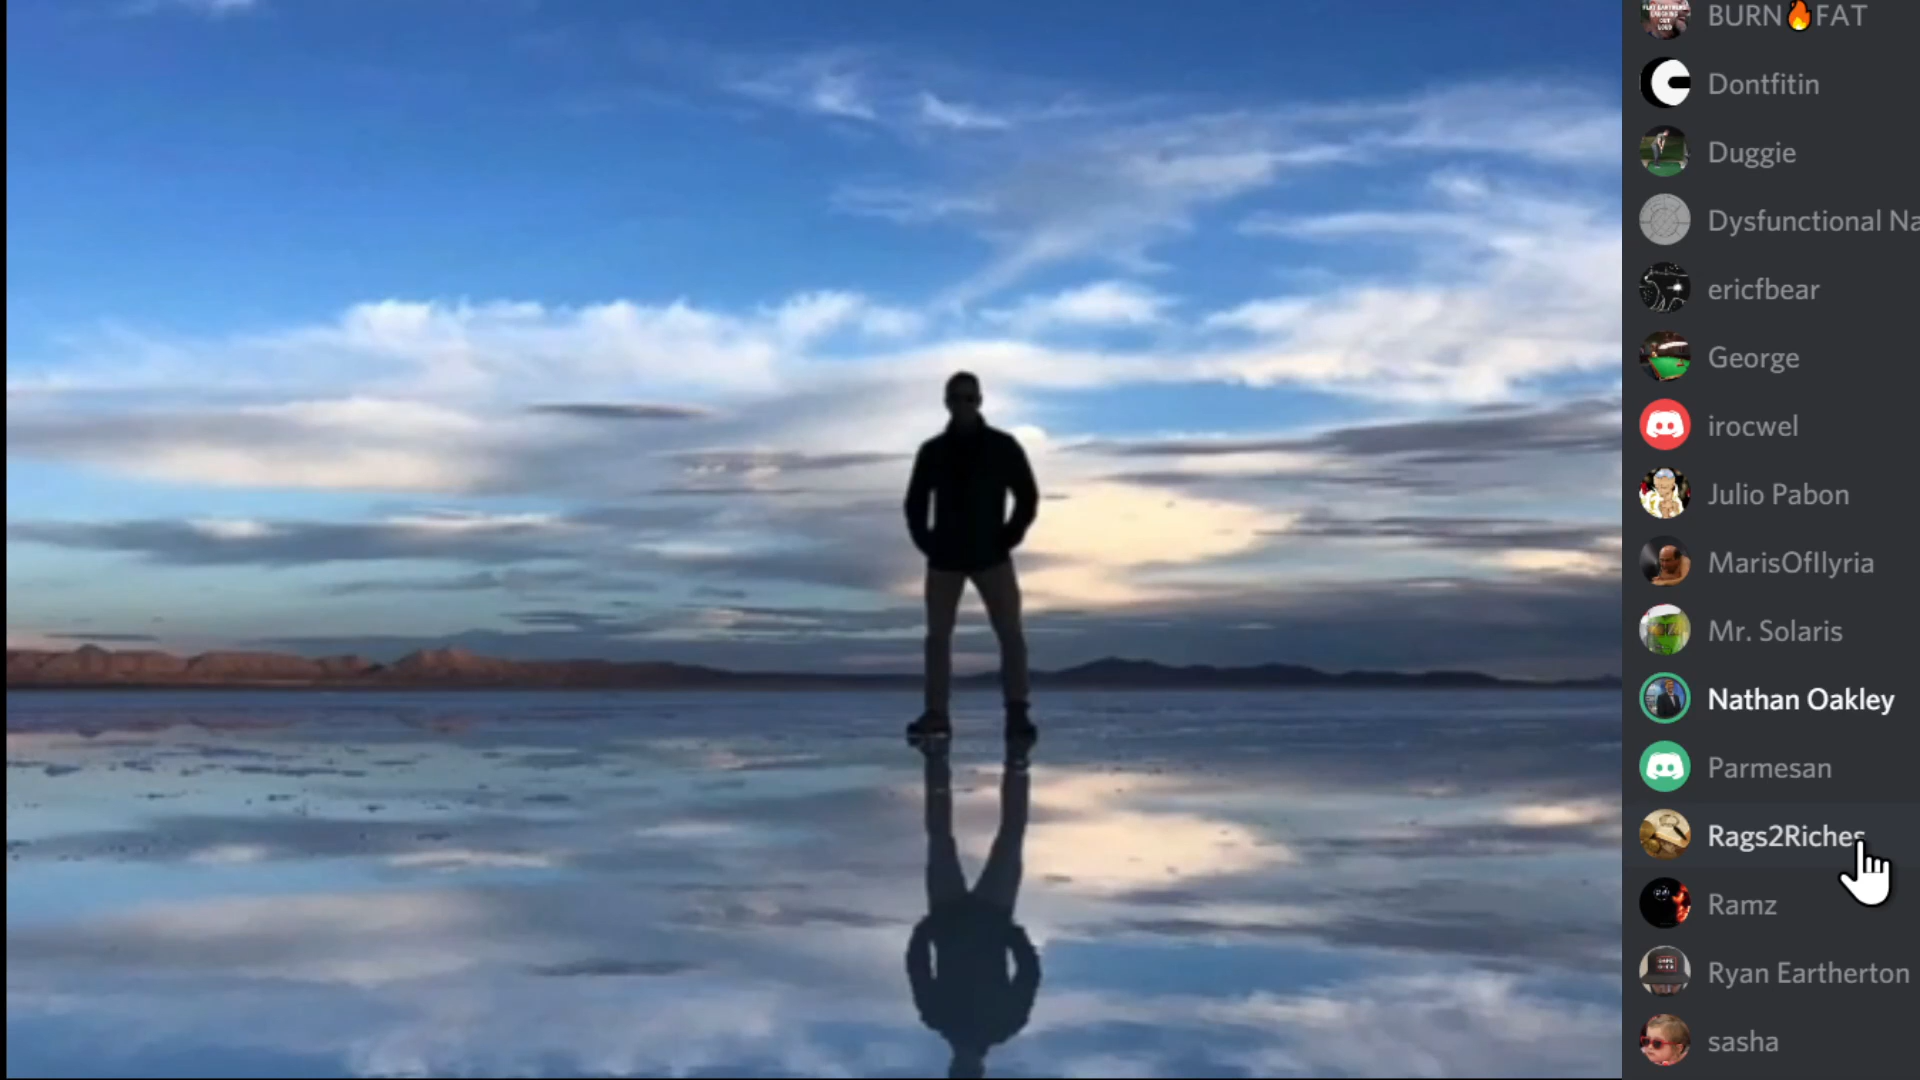 BURN🔥FAT
Dontfitin
Duggie
Dysfunctional Na
ericfbear
George
irocwel
Julio Pabon
MarisOfIllyria
Mr. Solaris
Nathan Oakley
Parmesan
Rags2Riches
Ramz
Ryan Eartherton
sasha